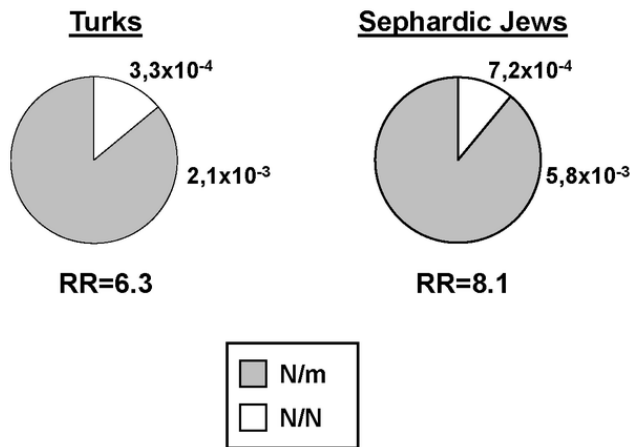 Turks
3,3x10⁻⁴
2,1x10⁻³
RR=6.3
Sephardic Jews
7,2x10⁻⁴
5,8x10⁻³
RR=8.1
N/m
N/N